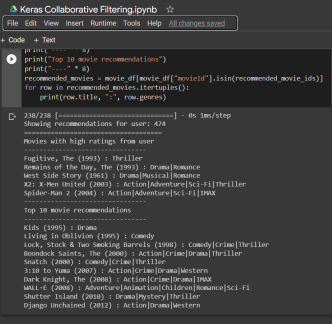 Keras Collaborative Filtering.ipynb
File Edit View Insert Runtime Tools Help All changes saved
+ Code + Text
print("----" * 8)
print("Top 10 movie recommendations")
print("----" * 8)
recommended_movies = movie_df[movie_df["movieId"].isin(recommended_movie_ids)]
for row in recommended_movies.itertuples():
print(row.title, ":", row.genres)
238/238 [==============================] - 0s 1ms/step
Showing recommendations for user: 474
====================================
Movies with high ratings from user
--------------------------------
Fugitive, The (1993) : Thriller
Remains of the Day, The (1993) : Drama|Romance
West Side Story (1961) : Drama|Musical|Romance
X2: X-Men United (2003) : Action|Adventure|Sci-Fi|Thriller
Spider-Man 2 (2004) : Action|Adventure|Sci-Fi|IMAX
--------------------------------
Top 10 movie recommendations
--------------------------------
Kids (1995) : Drama
Living in Oblivion (1995) : Comedy
Lock, Stock & Two Smoking Barrels (1998) : Comedy|Crime|Thriller
Boondock Saints, The (2000) : Action|Crime|Drama|Thriller
Snatch (2000) : Comedy|Crime|Thriller
3:10 to Yuma (2007) : Action|Crime|Drama|Western
Dark Knight, The (2008) : Action|Crime|Drama|IMAX
WALL·E (2008) : Adventure|Animation|Children|Romance|Sci-Fi
Shutter Island (2010) : Drama|Mystery|Thriller
Django Unchained (2012) : Action|Drama|Western